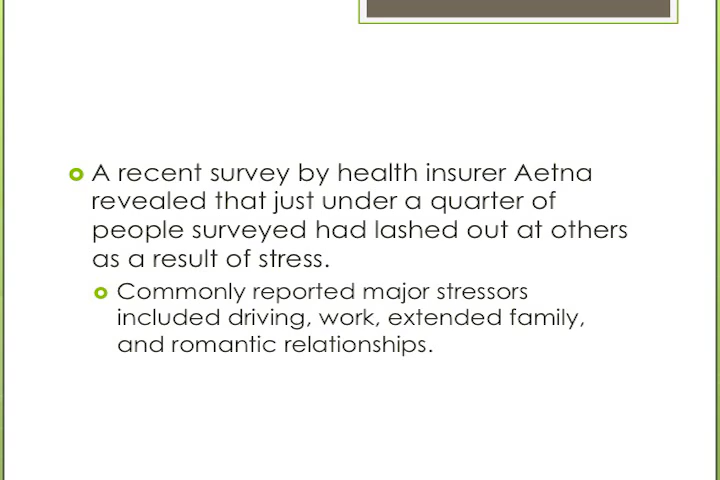 A recent survey by health insurer Aetna
revealed that just under a quarter of
people surveyed had lashed out at others
as a result of stress.
Commonly reported major stressors
included driving, work, extended family,
and romantic relationships.